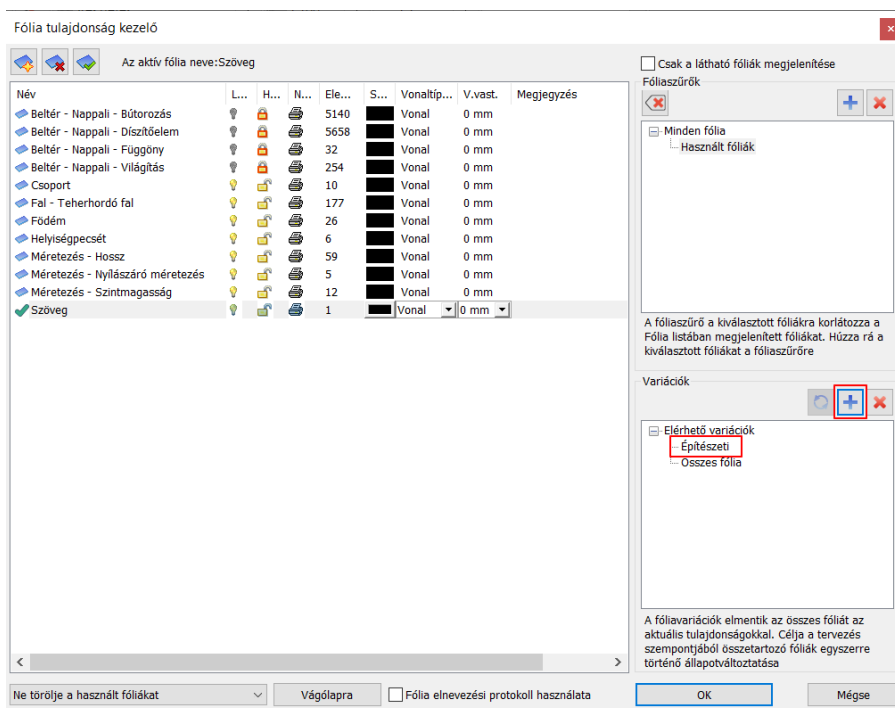 Fólia tulajdonság kezelő
Az aktív fólia neve:Szöveg
Név L... H... N... Ele... S... Vonaltíp... V.vast. Megjegyzés
Beltér - Nappali - Bútorozás 5140 Vonal 0 mm
Beltér - Nappali - Díszítőelem 5658 Vonal 0 mm
Beltér - Nappali - Függöny 32 Vonal 0 mm
Beltér - Nappali - Világítás 254 Vonal 0 mm
Csoport 10 Vonal 0 mm
Fal - Teherhordó fal 177 Vonal 0 mm
Födém 26 Vonal 0 mm
Helyiségpecsét 6 Vonal 0 mm
Méretezés - Hossz 59 Vonal 0 mm
Méretezés - Nyílászáró méretezés 5 Vonal 0 mm
Méretezés - Szintmagasság 12 Vonal 0 mm
Szöveg 1 Vonal 0 mm
Csak a látható fóliák megjelenítése
Fóliaszűrők
Minden fólia
Használt fóliák
A fóliaszűrő a kiválasztott fóliákra korlátozza a
Fólia listában megjelenített fóliákat. Húzza rá a
kiválasztott fóliákat a fóliaszűrőre
Variációk
Elérhető variációk
Építészeti
Összes fólia
A fóliavariációk elmentik az összes fóliát az
aktuális tulajdonságokkal. Célja a tervezés
szempontjából összetartozó fóliák egyszerre
történő állapotváltoztatása
Ne törölje a használt fóliákat
Vágólapra
Fólia elnevezési protokoll használata
OK
Mégse